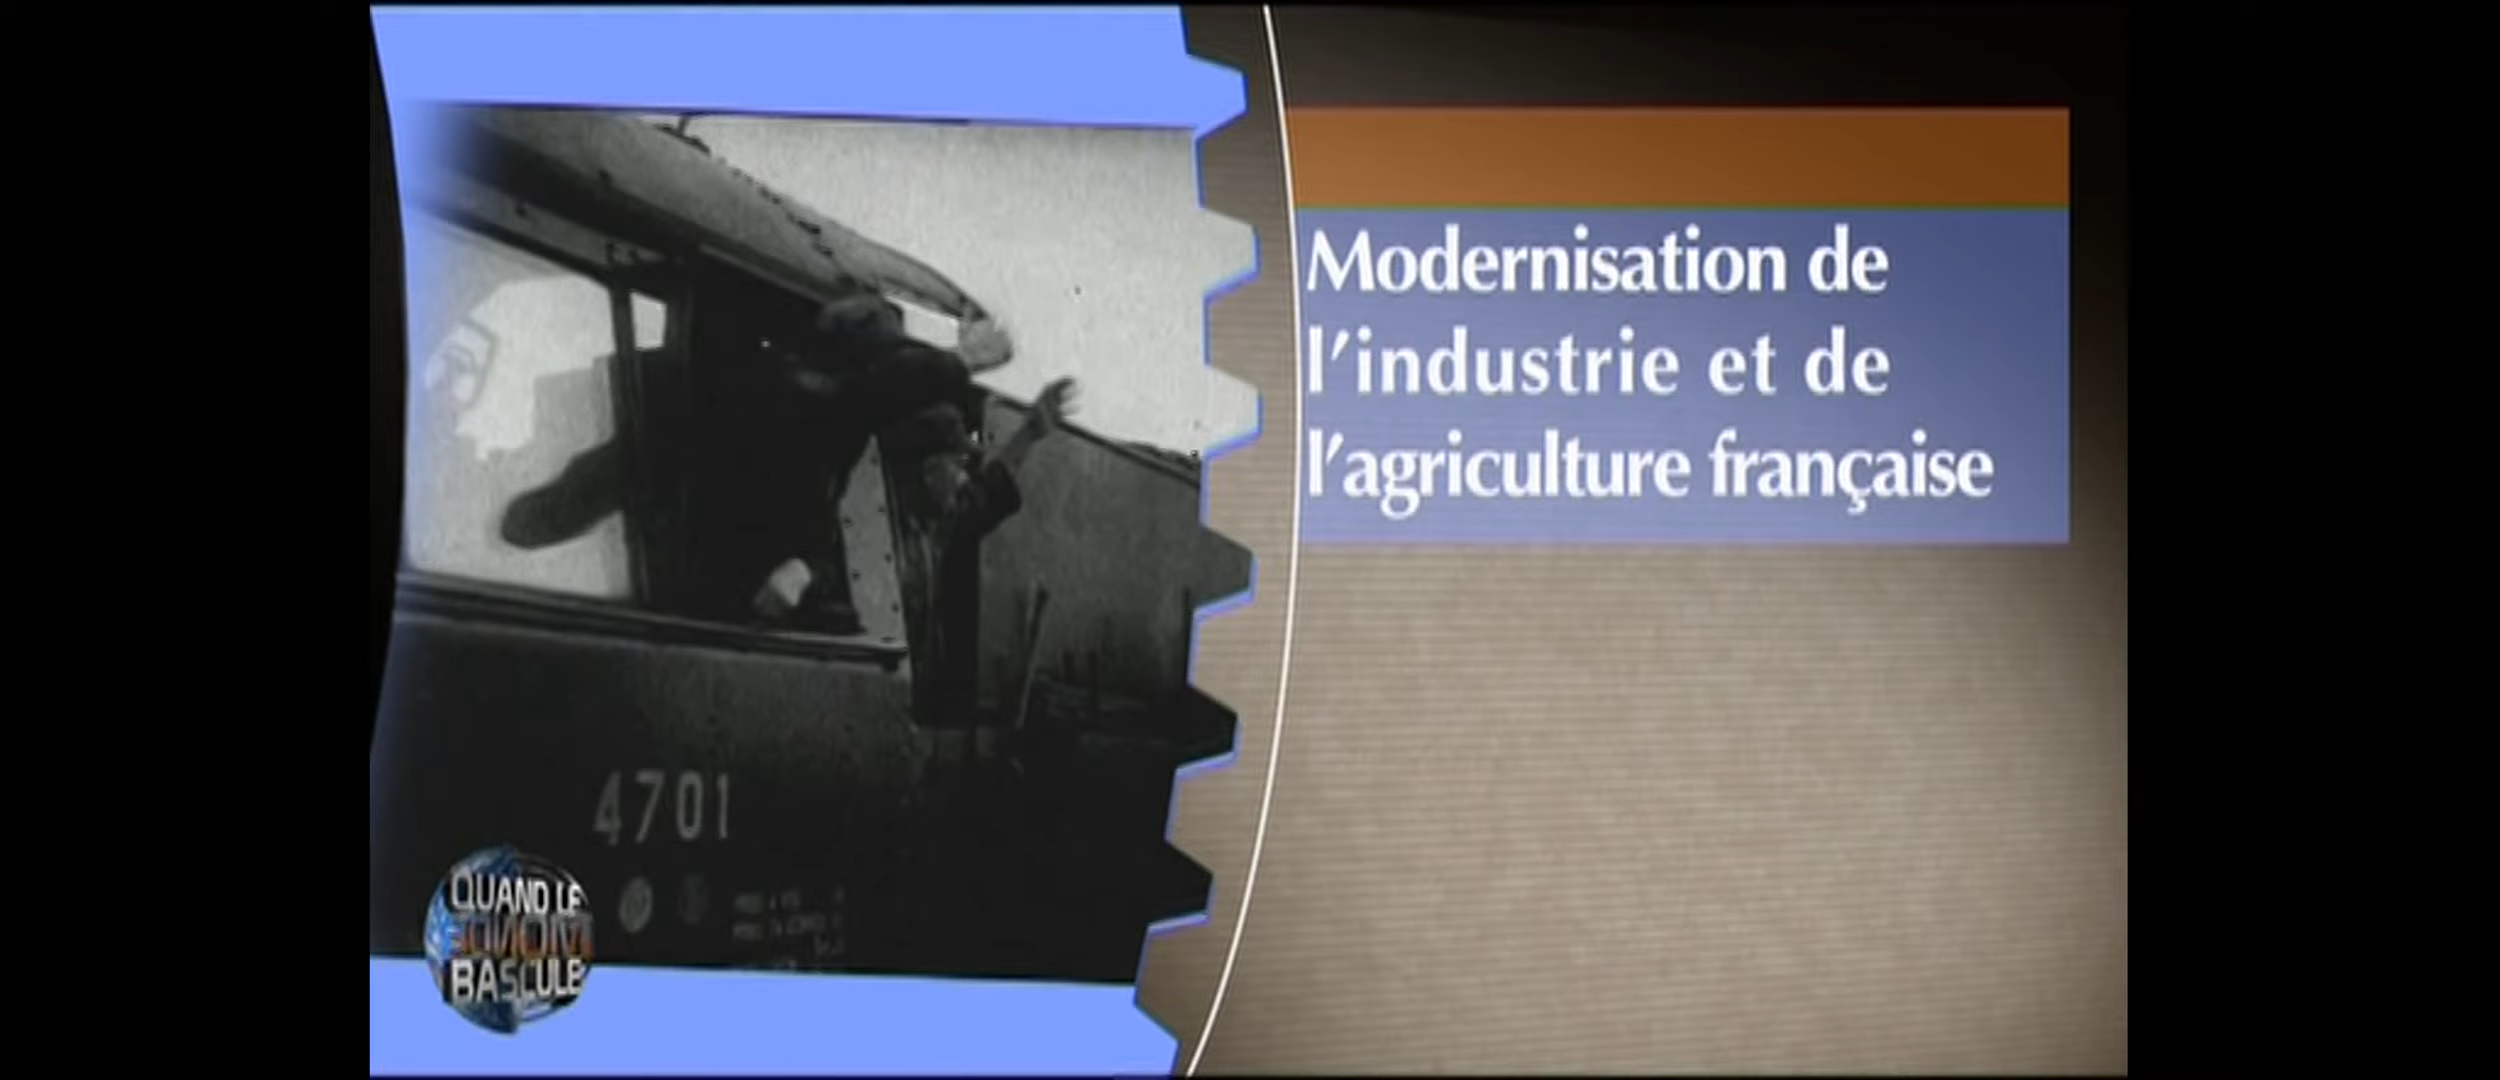 Modernisation de
l'industrie et de
l'agriculture française
4701
QUAND LE
MONDE
BASCULE